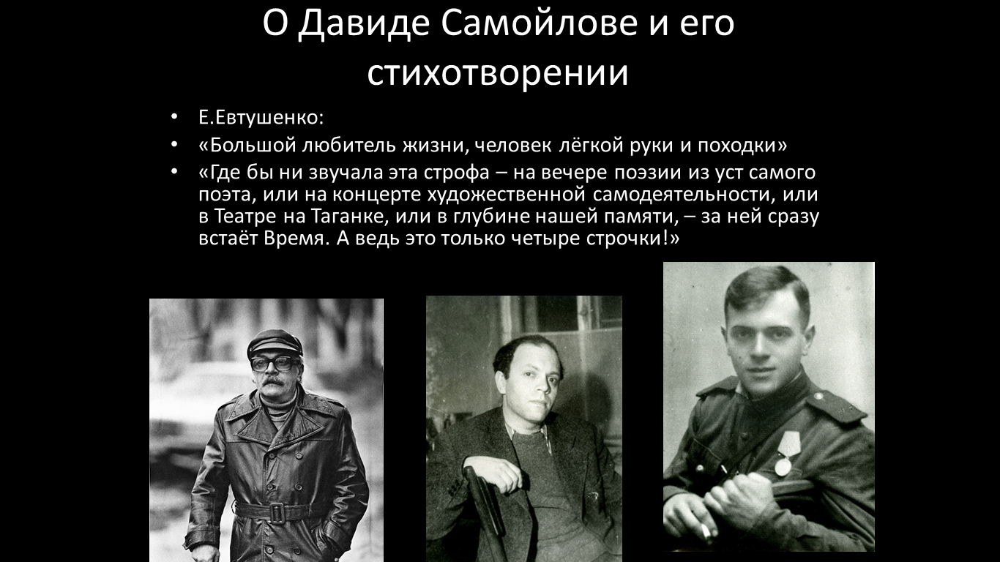 О Давиде Самойлове и его
стихотворении
• Е.Евтушенко:
• «Большой любитель жизни, человек лёгкой руки и походки»
• «Где бы ни звучала эта строфа – на вечере поэзии из уст самого
поэта, или на концерте художественной самодеятельности, или
в Театре на Таганке, или в глубине нашей памяти, – за ней сразу
встаёт Время. А ведь это только четыре строчки!»